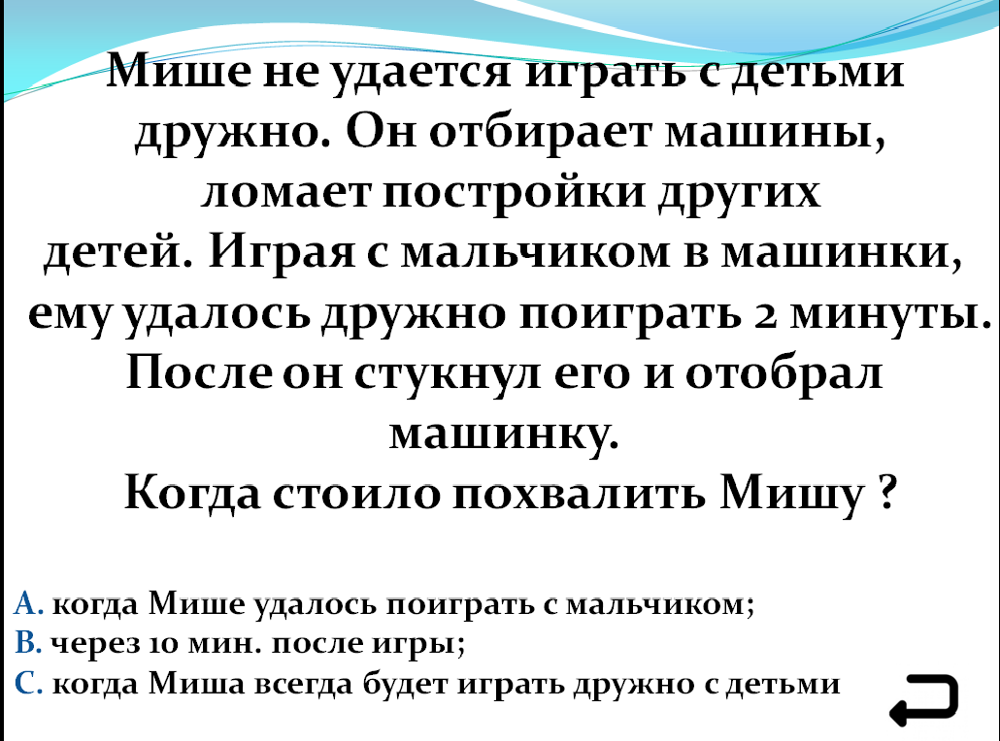 Мише не удается играть с детьми
дружно. Он отбирает машины,
ломает постройки других
детей. Играя с мальчиком в машинки,
ему удалось дружно поиграть 2 минуты.
После он стукнул его и отобрал
машинку.
Когда стоило похвалить Мишу ?
A. когда Мише удалось поиграть с мальчиком;
B. через 10 мин. после игры;
C. когда Миша всегда будет играть дружно с детьми